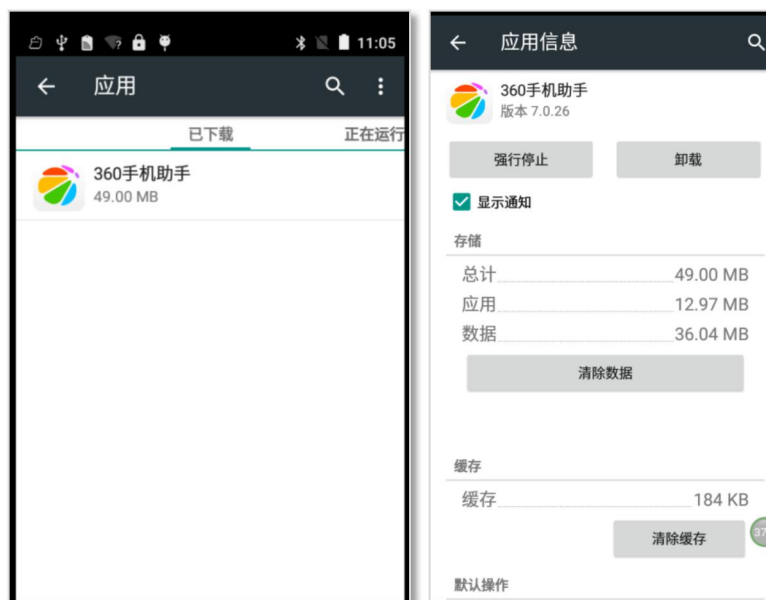 11:05
应用
已下载
正在运行
360手机助手
49.00 MB
应用信息
360手机助手
版本 7.0.26
强行停止
卸载
显示通知
存储
总计 49.00 MB
应用 12.97 MB
数据 36.04 MB
清除数据
缓存
缓存 184 KB
清除缓存
37
默认操作